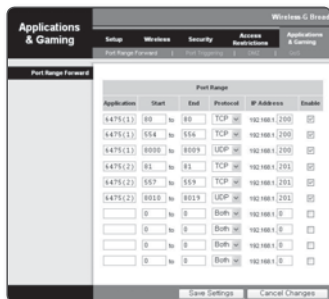 Wireless-G Broa
Applications & Gaming
Setup Wireless Security Access Restrictions Applications & Gaming
Port Range Forward | Port Triggering | DMZ | QoS
Port Range Forward
Port Range
Application Start End Protocol IP Address Enable
6475(1) 80 to 80 TCP 192.168.1. 200
6475(1) 554 to 556 TCP 192.168.1. 200
6475(1) 8000 to 8009 UDP 192.168.1. 200
6475(2) 81 to 81 TCP 192.168.1. 201
6475(2) 557 to 559 TCP 192.168.1. 201
6475(2) 8010 to 8019 UDP 192.168.1. 201
0 to 0 Both 192.168.1. 0
0 to 0 Both 192.168.1. 0
0 to 0 Both 192.168.1. 0
0 to 0 Both 192.168.1. 0
Save Settings Cancel Changes